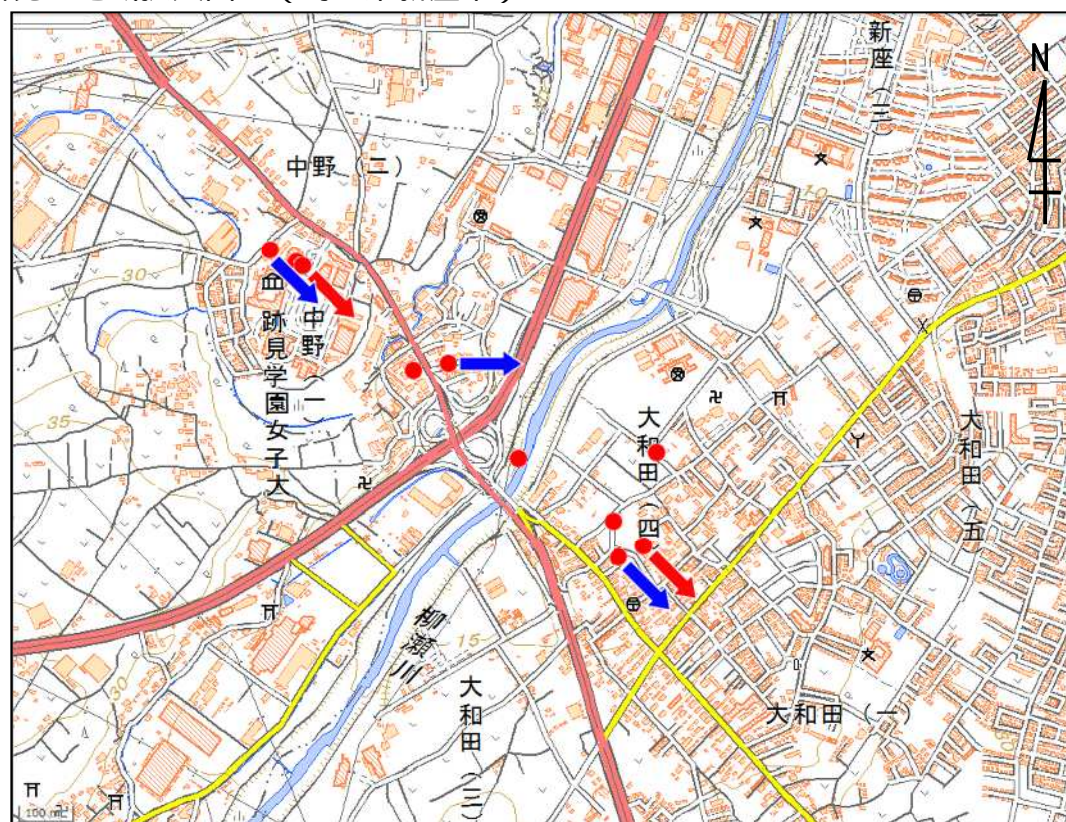 新座（三）
N
中野（二）
10
30
中野（一）
跡見学園女子大
35
大和田（四）
大和田（五）
柳瀬川
15
大和田（三）
大和田（一）
30
100 m